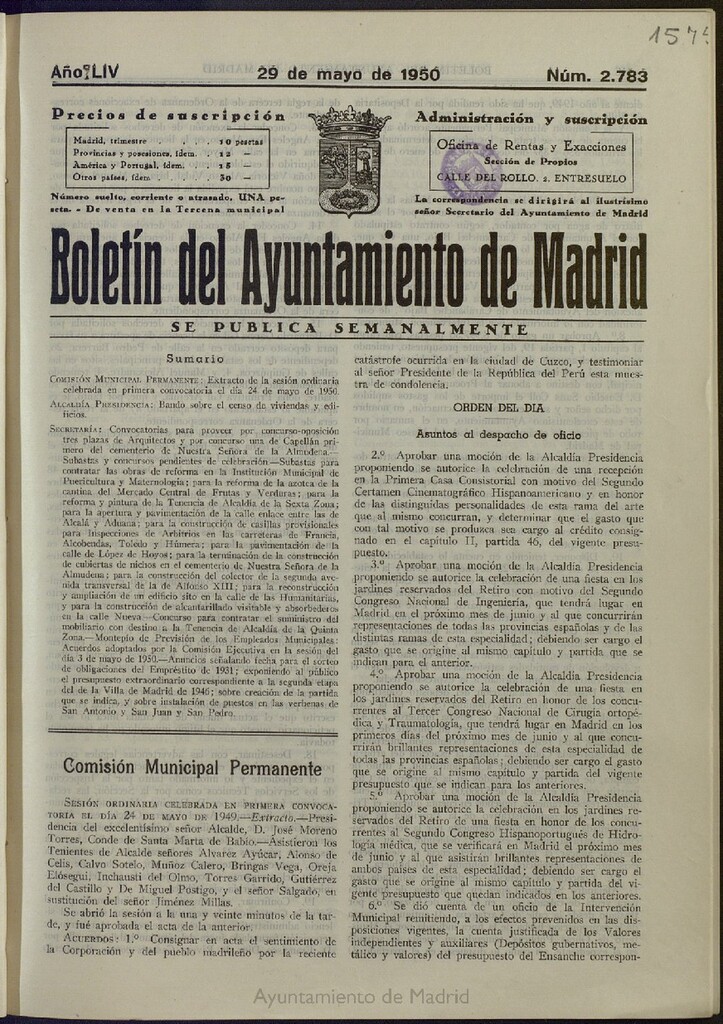 157
Año LIV
29 de mayo de 1950
Núm. 2.783
Precios de suscripción
Madrid, trimestre . . . . 10 pesetas
Provincias y posesiones, ídem. . 12 —
América y Portugal, ídem. . . 15 —
Otros países, ídem. . . . . 30 —
Número suelto, corriente o atrasado, UNA pe-
seta. - De venta en la Tercena municipal
Administración y suscripción
Oficina de Rentas y Exacciones
Sección de Propios
CALLE DEL ROLLO. 2. ENTRESUELO
La correspondencia se dirigirá al ilustrísimo
señor Secretario del Ayuntamiento de Madrid
Boletín del Ayuntamiento de Madrid
SE PUBLICA SEMANALMENTE
Sumario
COMISIÓN MUNICIPAL PERMANENTE: Extracto de la sesión ordinaria
celebrada en primera convocatoria el día 24 de mayo de 1950.
ALCALDÍA PRESIDENCIA: Bando sobre el censo de viviendas y edi-
ficios.
SECRETARÍA: Convocatorias para proveer por concurso-oposición
tres plazas de Arquitectos y por concurso una de Capellán pri-
mero del cementerio de Nuestra Señora de la Almudena.—
Subastas y concursos pendientes de celebración.—Subastas para
contratar las obras de reforma en la Institución Municipal de
Puericultura y Maternología; para la reforma de la azotea de la
cantina del Mercado Central de Frutas y Verduras; para la
reforma y pintura de la Tenencia de Alcaldía de la Sexta Zona;
para la apertura y pavimentación de la calle enlace entre las de
Alcalá y Aduana; para la construcción de casillas provisionales
para Inspecciones de Arbitrios en las carreteras de Francia,
Alcobendas, Toledo y Húmera; para la pavimentación de la
calle de López de Hoyos; para la terminación de la construcción
de cubiertas de nichos en el cementerio de Nuestra Señora de la
Almudena; para la construcción del colector de la segunda ave-
nida transversal de la de Alfonso XIII; para la reconstrucción
y ampliación de un edificio sito en la calle de las Humanitarias,
y para la construcción de alcantarillado visitable y absorbederos
en la calle Nueva.—Concurso para contratar el suministro del
mobiliario con destino a la Tenencia de Alcaldía de la Quinta
Zona.—Montepío de Previsión de los Empleados Municipales:
Acuerdos adoptados por la Comisión Ejecutiva en la sesión del
día 3 de mayo de 1950.—Anuncios señalando fecha para el sorteo
de obligaciones del Empréstito de 1931; exponiendo al público
el presupuesto extraordinario correspondiente a la segunda etapa
del de la Villa de Madrid de 1946; sobre creación de la partida
que se indica, y sobre instalación de puestos en las verbenas de
San Antonio y San Juan y San Pedro.
Comisión Municipal Permanente
SESIÓN ORDINARIA CELEBRADA EN PRIMERA CONVOCA-
TORIA EL DÍA 24 DE MAYO DE 1949.—Extracto.—Presi-
dencia del excelentísimo señor Alcalde, D. José Moreno
Torres, Conde de Santa Marta de Babío.—Asistieron los
Tenientes de Alcalde señores Alvarez Ayúcar, Alonso de
Celis, Calvo Sotelo, Muñoz Calero, Bringas Vega, Oreja
Elósegui, Inchausti del Olmo, Torres Garrido, Gutiérrez
del Castillo y De Miguel Postigo, y el señor Salgado, en
sustitución del señor Jiménez Millas.
Se abrió la sesión a la una y veinte minutos de la tar-
de, y fué aprobada el acta de la anterior.
ACUERDOS: 1.º Consignar en acta el sentimiento de
la Corporación y del pueblo madrileño por la reciente
catástrofe ocurrida en la ciudad de Cuzco, y testimoniar
al señor Presidente de la República del Perú esta mues-
tra de condolencia.
ORDEN DEL DIA
Asuntos al despacho de oficio
2.º Aprobar una moción de la Alcaldía Presidencia
proponiendo se autorice la celebración de una recepción
en la Primera Casa Consistorial con motivo del Segundo
Certamen Cinematográfico Hispanoamericano y en honor
de las distinguidas personalidades de esta rama del arte
que al mismo concurran, y determinar que el gasto que
con tal motivo se produzca sea cargo al crédito consig-
nado en el capítulo II, partida 46, del vigente presu-
puesto.
3.º Aprobar una moción de la Alcaldía Presidencia
proponiendo se autorice la celebración de una fiesta en los
jardines reservados del Retiro con motivo del Segundo
Congreso Nacional de Ingeniería, que tendrá lugar en
Madrid en el próximo mes de junio y al que concurrirán
representaciones de todas las provincias españolas y de las
distintas ramas de esta especialidad; debiendo ser cargo el
gasto que se origine al mismo capítulo y partida que se
indican para el anterior.
4.º Aprobar una moción de la Alcaldía Presidencia
proponiendo se autorice la celebración de una fiesta en
los jardines reservados del Retiro en honor de los concu-
rrentes al Tercer Congreso Nacional de Cirugía ortopé-
dica y Traumatología, que tendrá lugar en Madrid en los
primeros días del próximo mes de junio y al que concu-
rrirán brillantes representaciones de esta especialidad de
todas las provincias españolas; debiendo ser cargo el gasto
que se origine al mismo capítulo y partida del vigente
presupuesto que se indican para los anteriores.
5.º Aprobar una moción de la Alcaldía Presidencia
proponiendo se autorice la celebración en los jardines re-
servados del Retiro de una fiesta en honor de los concu-
rrentes al Segundo Congreso Hispanoportugués de Hidro-
logía médica, que se verificará en Madrid el próximo mes
de junio y al que asistirán brillantes representaciones de
ambos países de esta especialidad; debiendo ser cargo el
gasto que se origine al mismo capítulo y partida del vi-
gente presupuesto que quedan indicados en los anteriores.
6.º Se dió cuenta de un oficio de la Intervención
Municipal remitiendo, a los efectos prevenidos en las dis-
posiciones vigentes, la cuenta justificada de los Valores
independientes y auxiliares (Depósitos gubernativos, me-
tálico y valores) del presupuesto del Ensanche correspon-
Ayuntamiento de Madrid